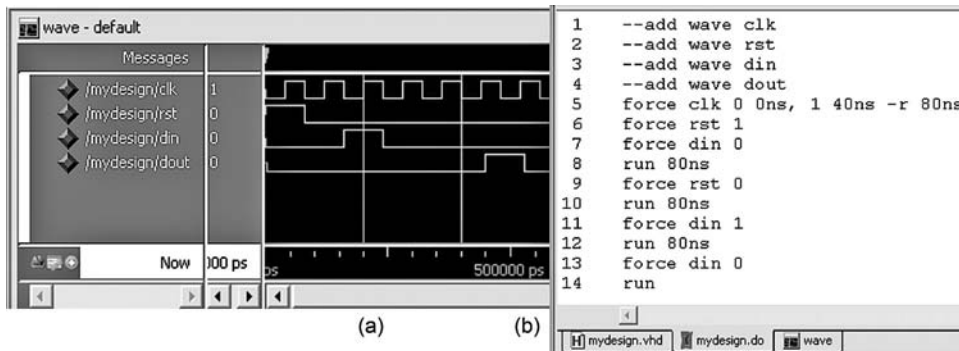 wave - default
Messages
/mydesign/clk 1
/mydesign/rst 0
/mydesign/din 0
/mydesign/dout 0
Now 000 ps
ps 500000 ps
(a)
1 --add wave clk
2 --add wave rst
3 --add wave din
4 --add wave dout
5 force clk 0 0ns, 1 40ns -r 80ns
6 force rst 1
7 force din 0
8 run 80ns
9 force rst 0
10 run 80ns
11 force din 1
12 run 80ns
13 force din 0
14 run
(b)
mydesign.vhd mydesign.do wave